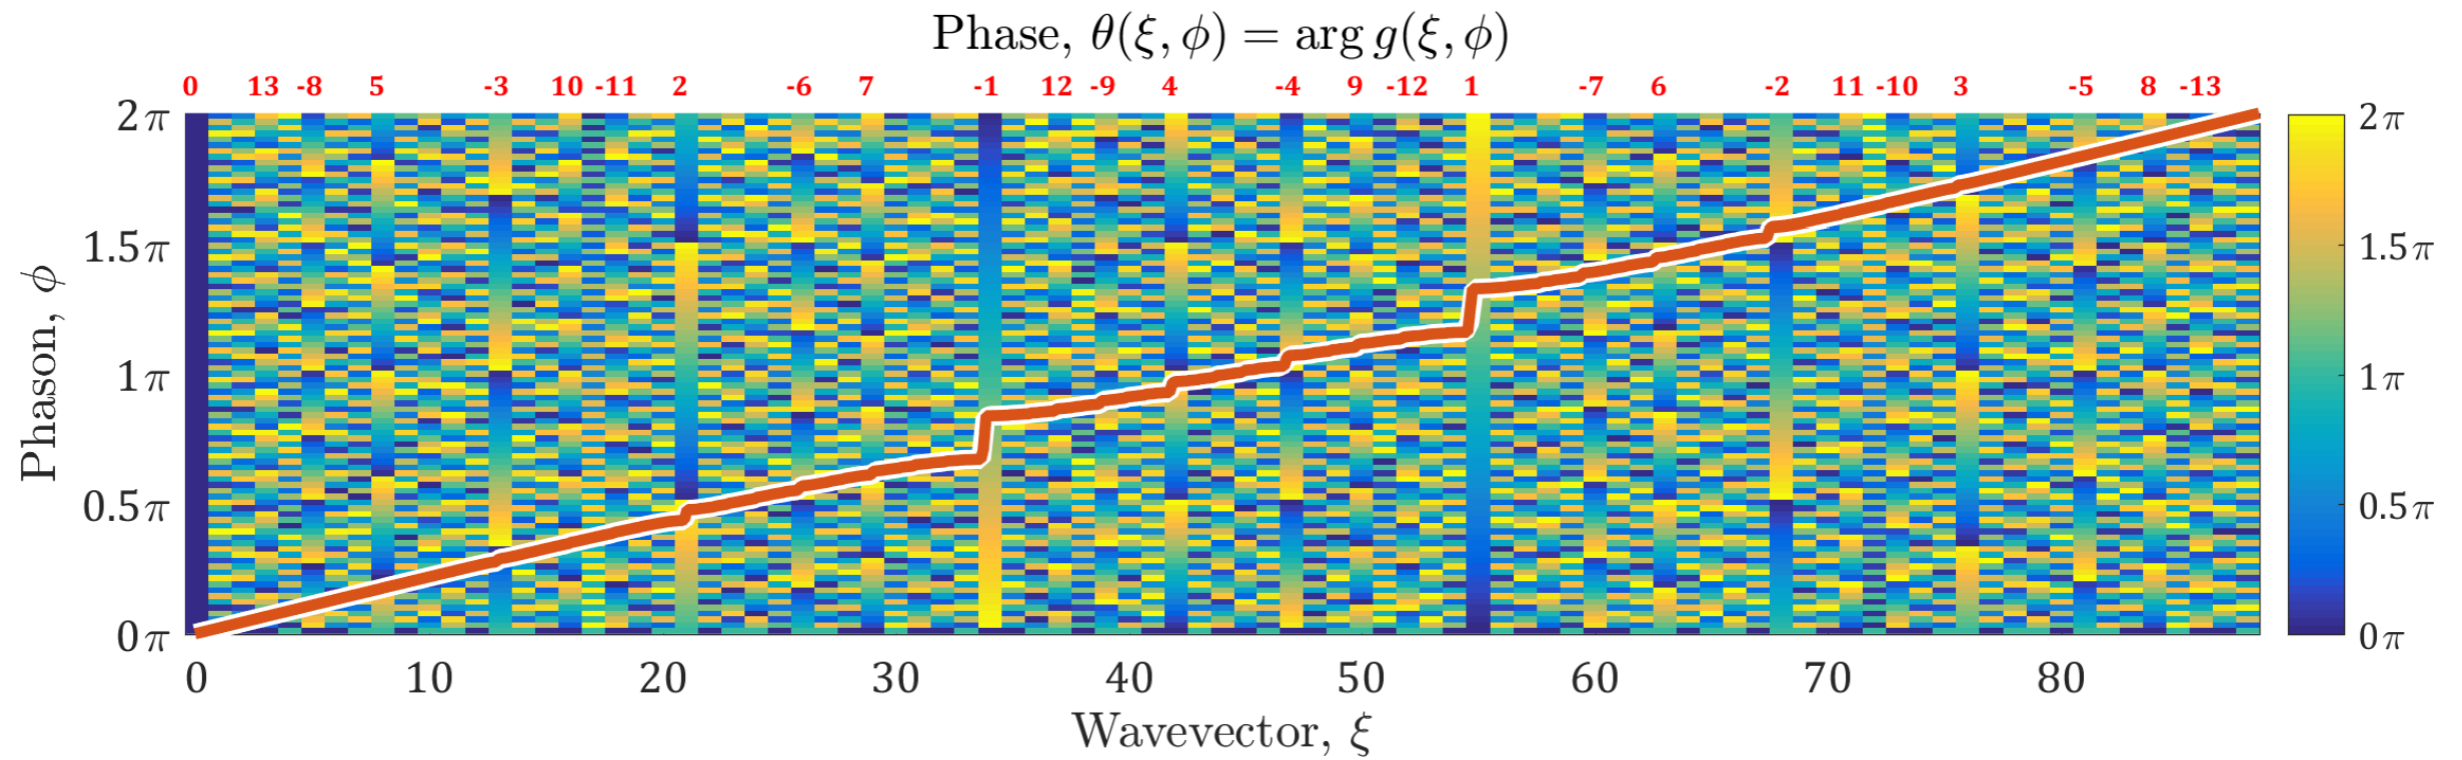 Phase, θ(ξ, ϕ) = arg g(ξ, ϕ)
0 13 -8 5 -3 10 -11 2 -6 7 -1 12 -9 4 -4 9 -12 1 -7 6 -2 11 -10 3 -5 8 -13
2π
1.5π
1π
0.5π
0π
Phason, ϕ
0 10 20 30 40 50 60 70 80
Wavevector, ξ
2π
1.5π
1π
0.5π
0π